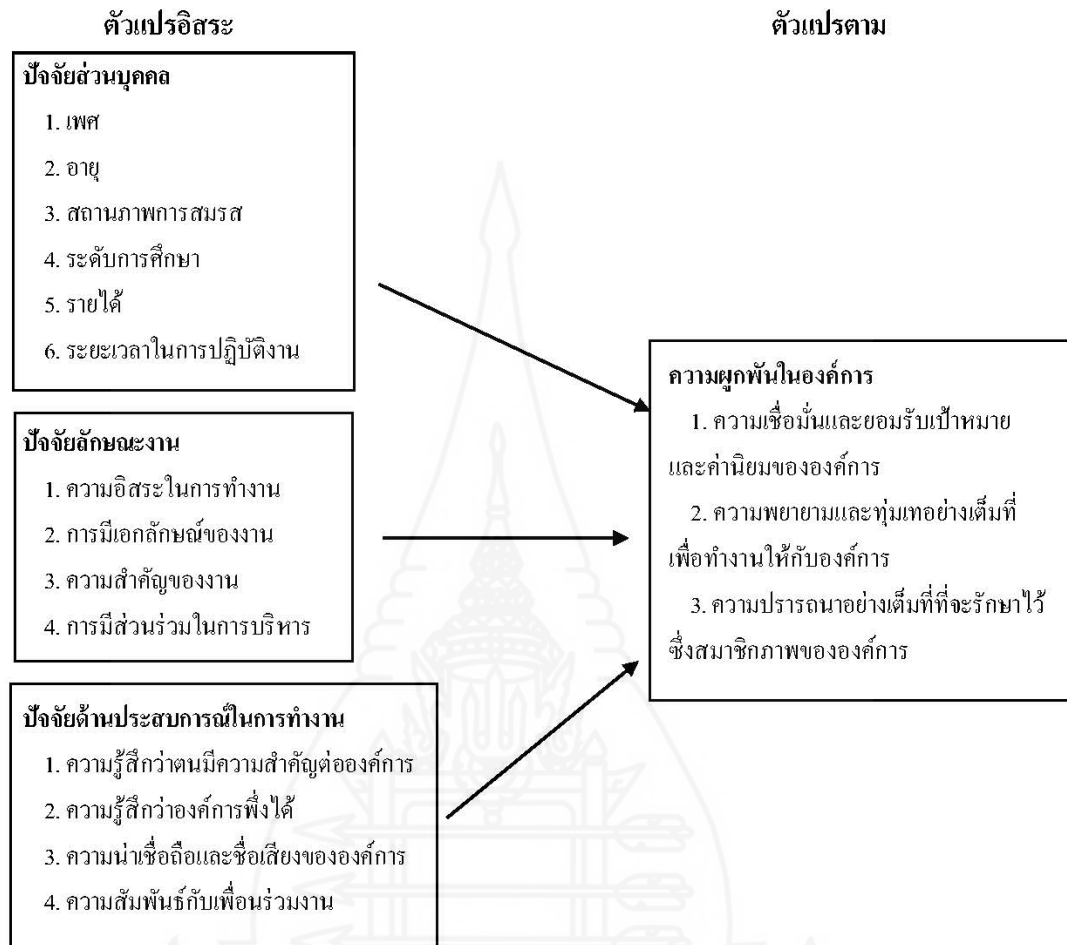 ตัวแปรอิสระ
ตัวแปรตาม
ปัจจัยส่วนบุคคล
1. เพศ
2. อายุ
3. สถานภาพการสมรส
4. ระดับการศึกษา
5. รายได้
6. ระยะเวลาในการปฏิบัติงาน
ปัจจัยลักษณะงาน
1. ความอิสระในการทำงาน
2. การมีเอกลักษณ์ของงาน
3. ความสำคัญของงาน
4. การมีส่วนร่วมในการบริหาร
ปัจจัยด้านประสบการณ์ในการทำงาน
1. ความรู้สึกว่าตนมีความสำคัญต่อองค์การ
2. ความรู้สึกว่าองค์การพึ่งได้
3. ความน่าเชื่อถือและชื่อเสียงขององค์การ
4. ความสัมพันธ์กับเพื่อนร่วมงาน
ความผูกพันในองค์การ
1. ความเชื่อมั่นและยอมรับเป้าหมาย
และค่านิยมขององค์การ
2. ความพยายามและทุ่มเทอย่างเต็มที่
เพื่อทำงานให้กับองค์การ
3. ความปรารถนาอย่างเต็มที่ที่จะรักษาไว้
ซึ่งสมาชิกภาพขององค์การ